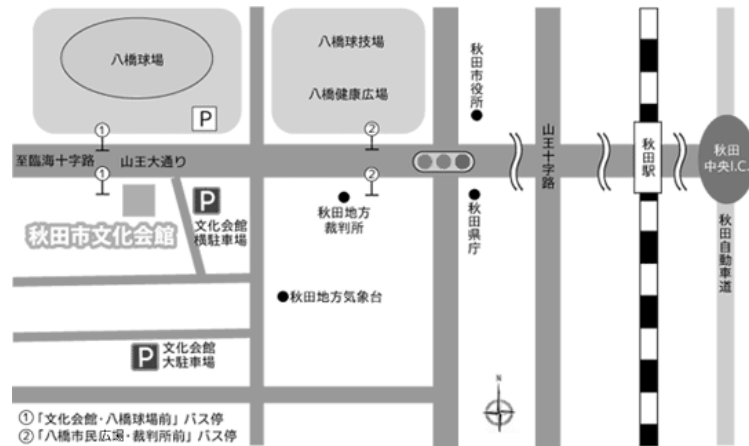 八橋球場
P
八橋球技場
八橋健康広場
秋田市役所
①
②
至臨海十字路
山王大通り
①
②
山王十字路
秋田駅
秋田
中央I.C.
秋田市文化会館
P
文化会館
横駐車場
秋田地方
裁判所
秋田県庁
秋田自動車道
秋田地方気象台
P
文化会館
大駐車場
N
①「文化会館・八橋球場前」バス停
②「八橋市民広場・裁判所前」バス停